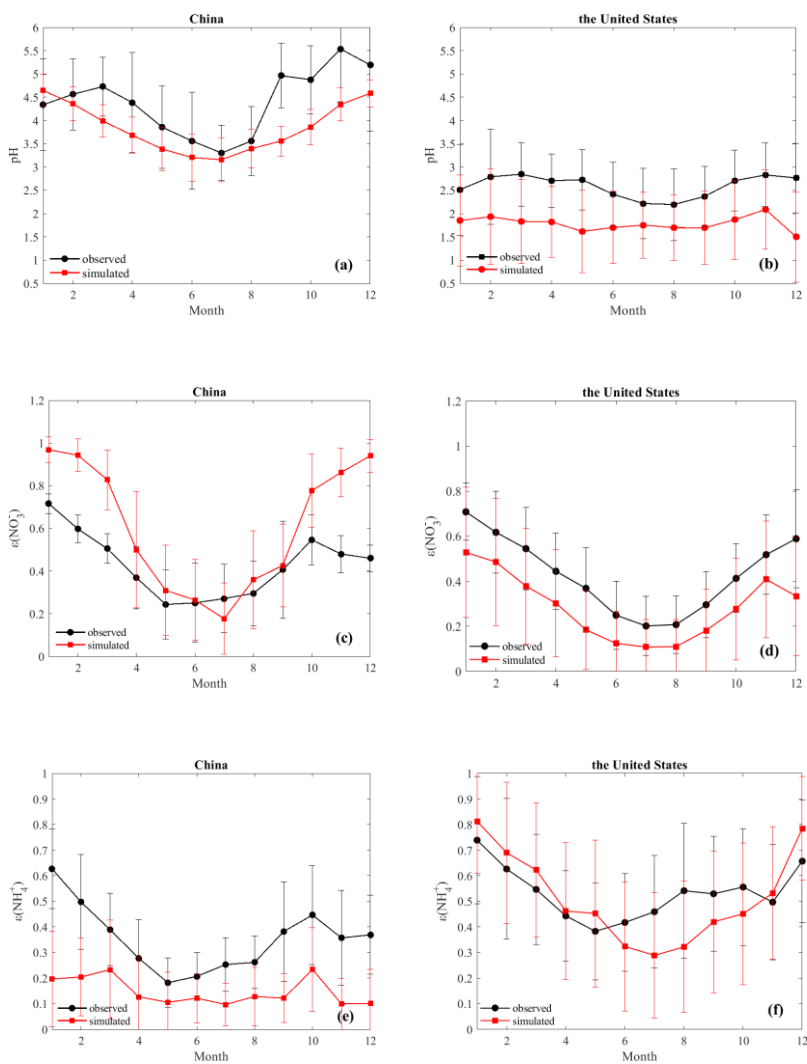 China
6
5.5
5
4.5
4
3.5
3
2.5
2
1.5
1
0.5
pH
observed
simulated
(a)
2 4 6 8 10 12
Month
the United States
6
5.5
5
4.5
4
3.5
3
2.5
2
1.5
1
0.5
pH
observed
simulated
(b)
2 4 6 8 10 12
Month
China
1.2
1
0.8
0.6
0.4
0.2
0
ε(NO₃⁻)
observed
simulated
(c)
2 4 6 8 10 12
Month
the United States
1.2
1
0.8
0.6
0.4
0.2
0
ε(NO₃⁻)
observed
simulated
(d)
2 4 6 8 10 12
China
1
0.9
0.8
0.7
0.6
0.5
0.4
0.3
0.2
0.1
0
ε(NH₄⁺)
observed
simulated
(e)
2 4 6 8 10 12
Month
the United States
1
0.9
0.8
0.7
0.6
0.5
0.4
0.3
0.2
0.1
0
ε(NH₄⁺)
observed
simulated
(f)
2 4 6 8 10 12
Month